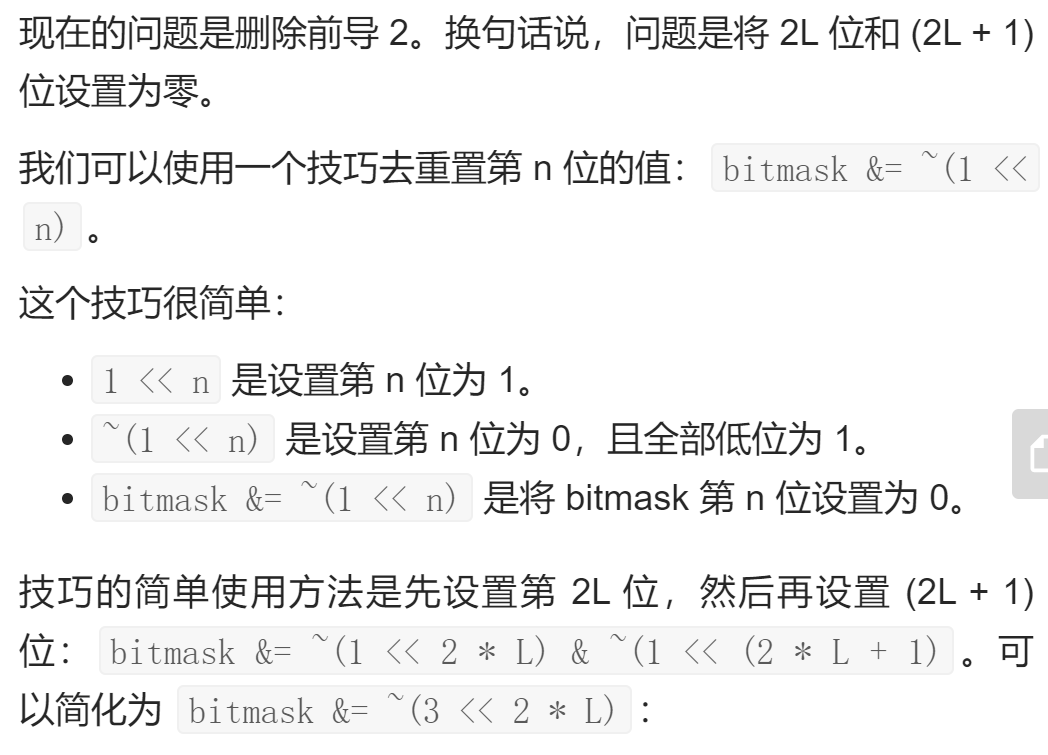 现在的问题是删除前导 2。换句话说，问题是将 2L 位和 (2L + 1)
位设置为零。
我们可以使用一个技巧去重置第 n 位的值： bitmask &= ~(1 <<
n) 。
这个技巧很简单：
• 1 << n 是设置第 n 位为 1。
• ~(1 << n) 是设置第 n 位为 0，且全部低位为 1。
• bitmask &= ~(1 << n) 是将 bitmask 第 n 位设置为 0。
技巧的简单使用方法是先设置第 2L 位，然后再设置 (2L + 1)
位： bitmask &= ~(1 << 2 * L) & ~(1 << (2 * L + 1) 。可
以简化为 bitmask &= ~(3 << 2 * L) ：